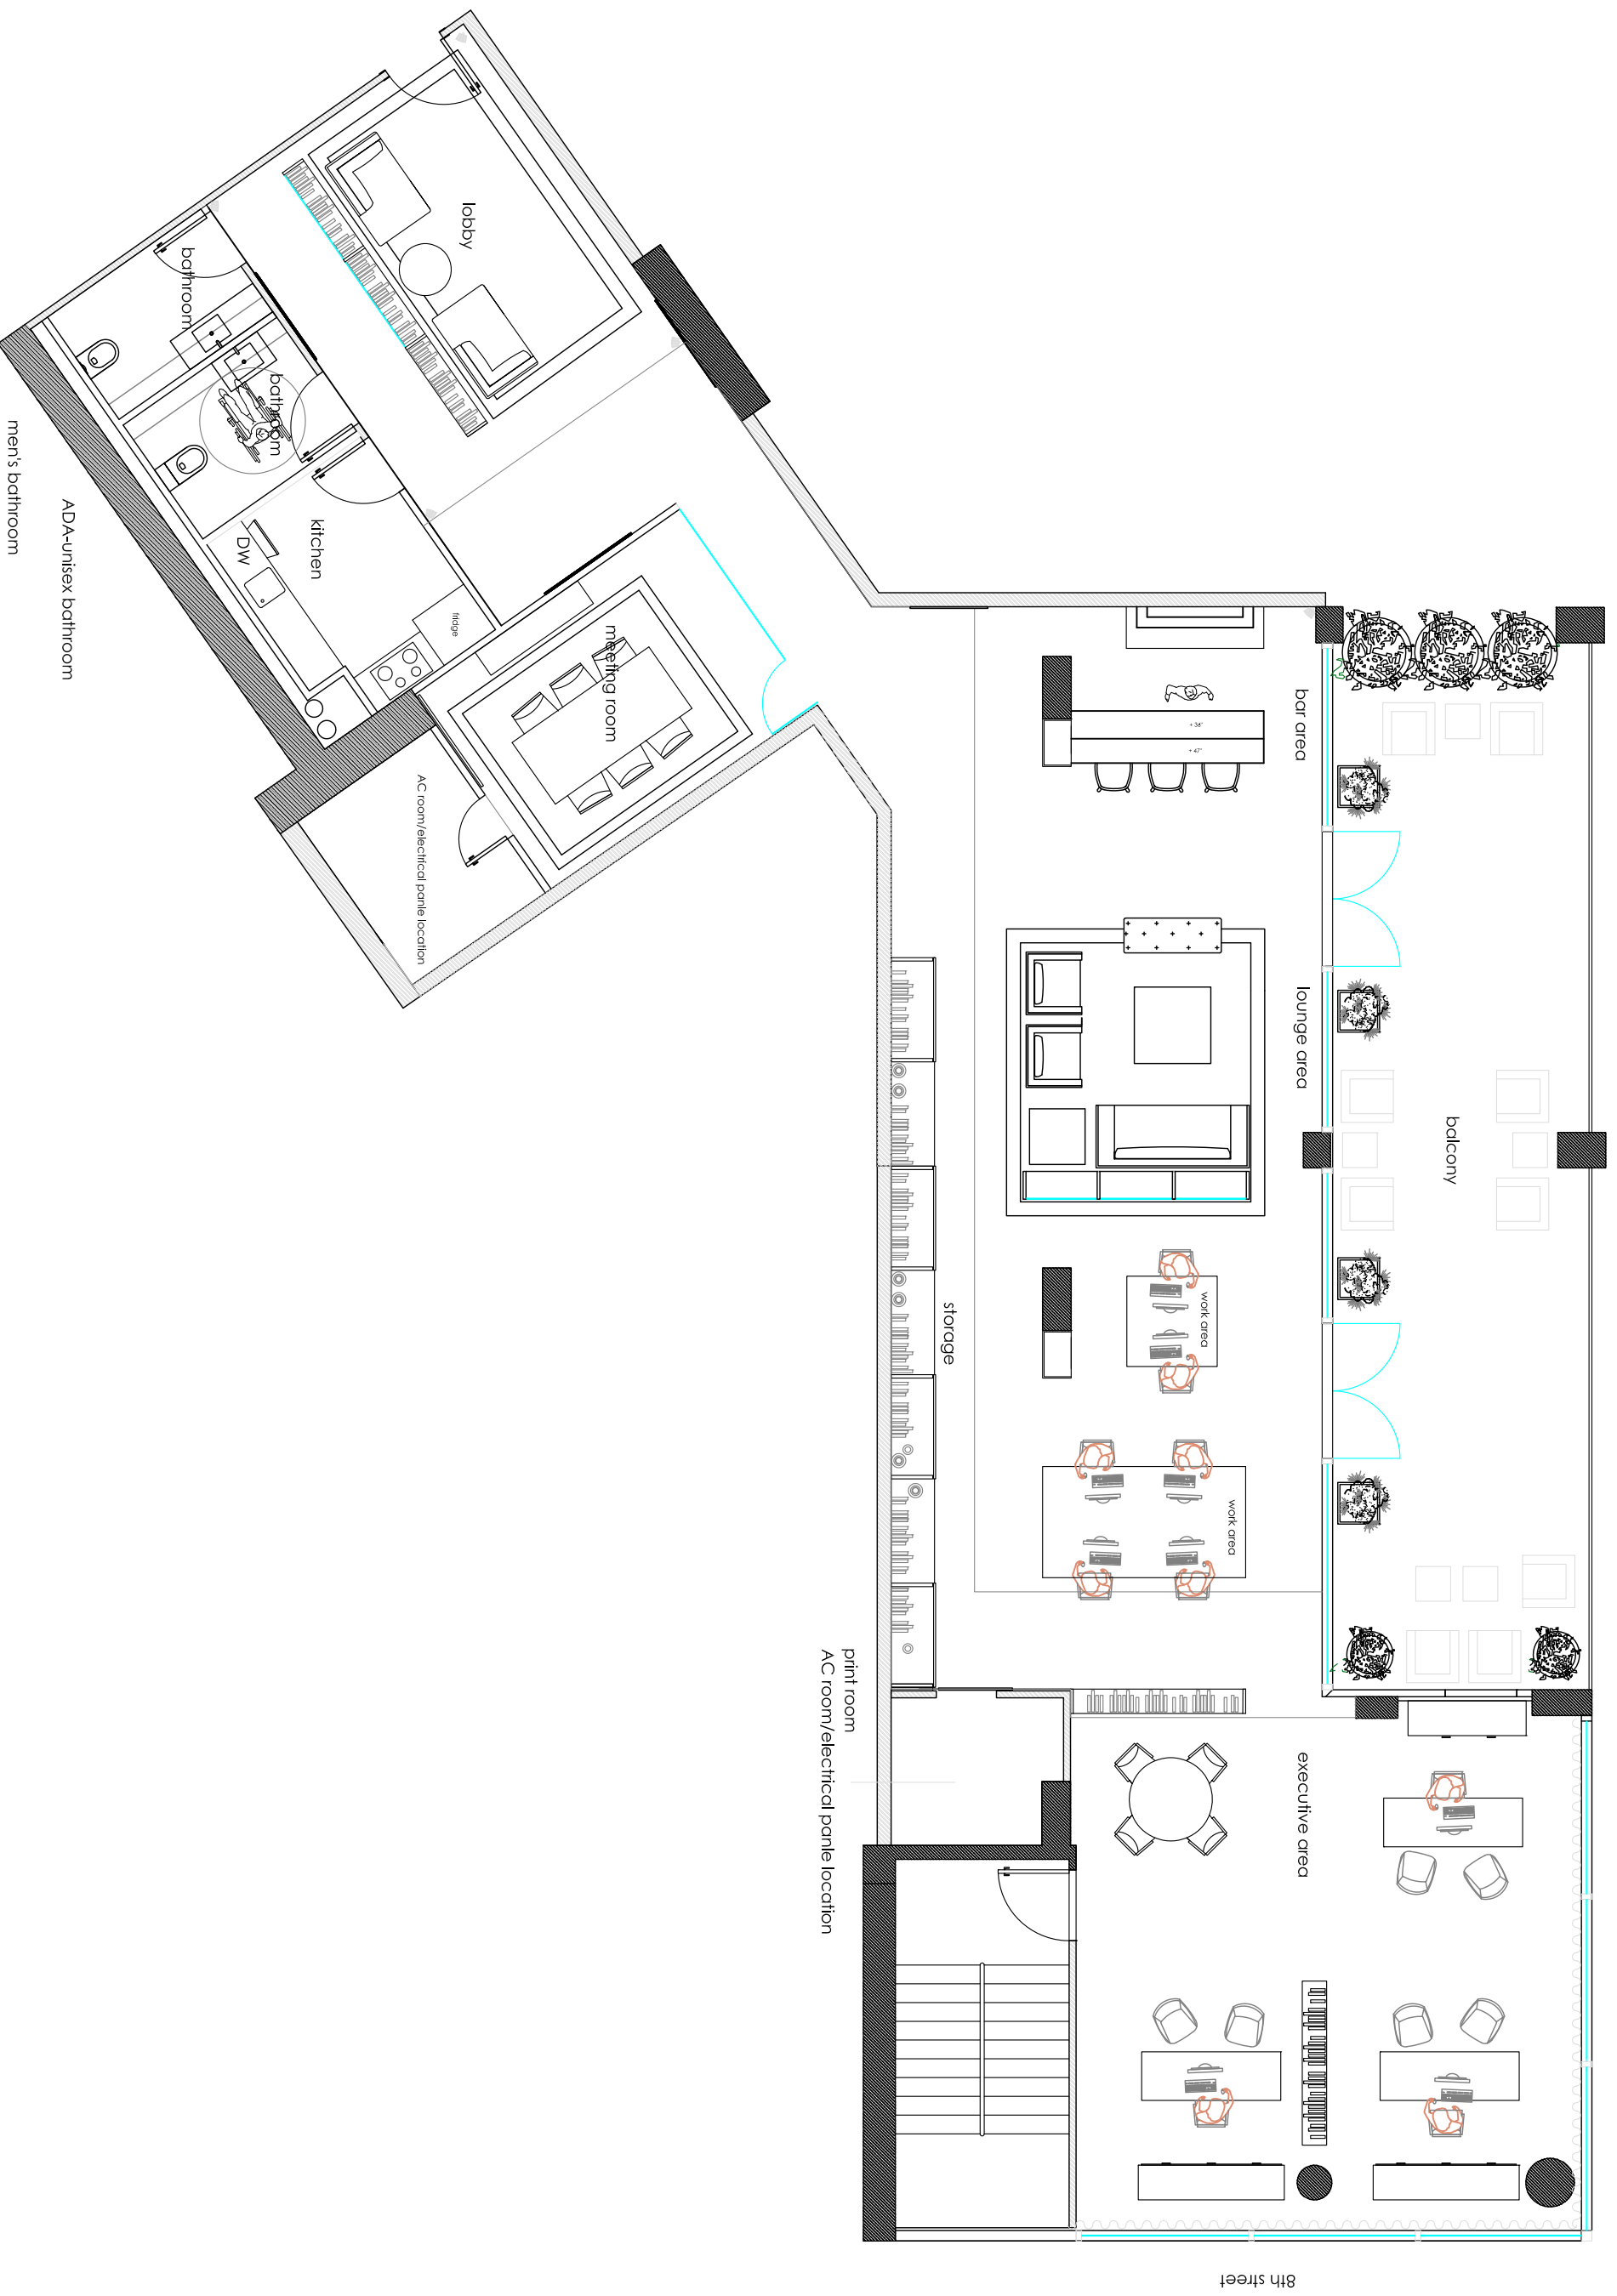 lobby
bathroom
bathroom
men's bathroom
ADA-unisex bathroom
kitchen
DW
fridge
meeting room
AC room/electrical panle location
bar area
+ 36"
+ 47"
lounge area
balcony
storage
work area
work area
print room
AC room/electrical panle location
executive area
8th street